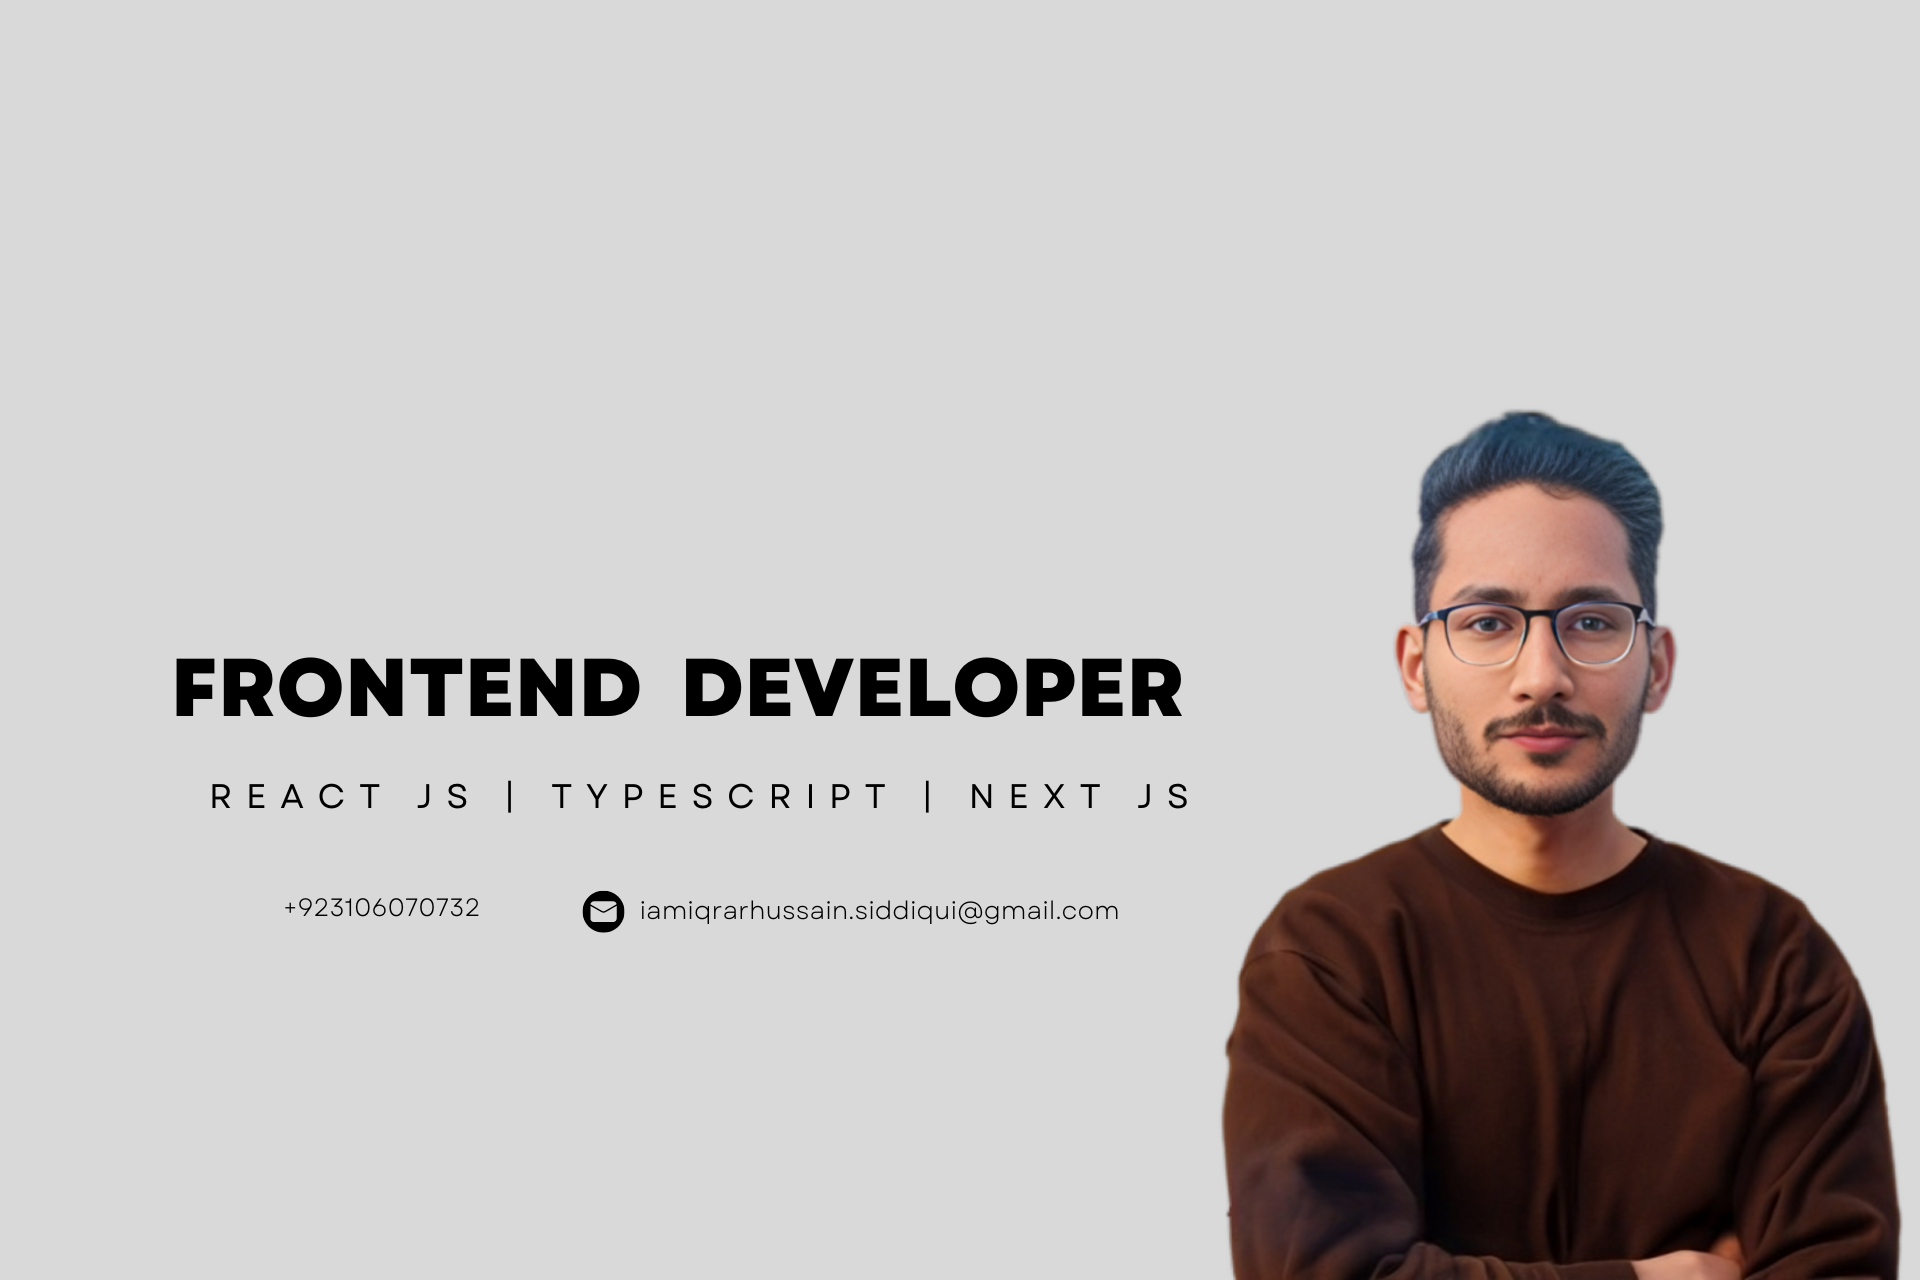 FRONTEND DEVELOPER
REACT JS | TYPESCRIPT | NEXT JS
+923106070732 iamiqrarhussain.siddiqui@gmail.com